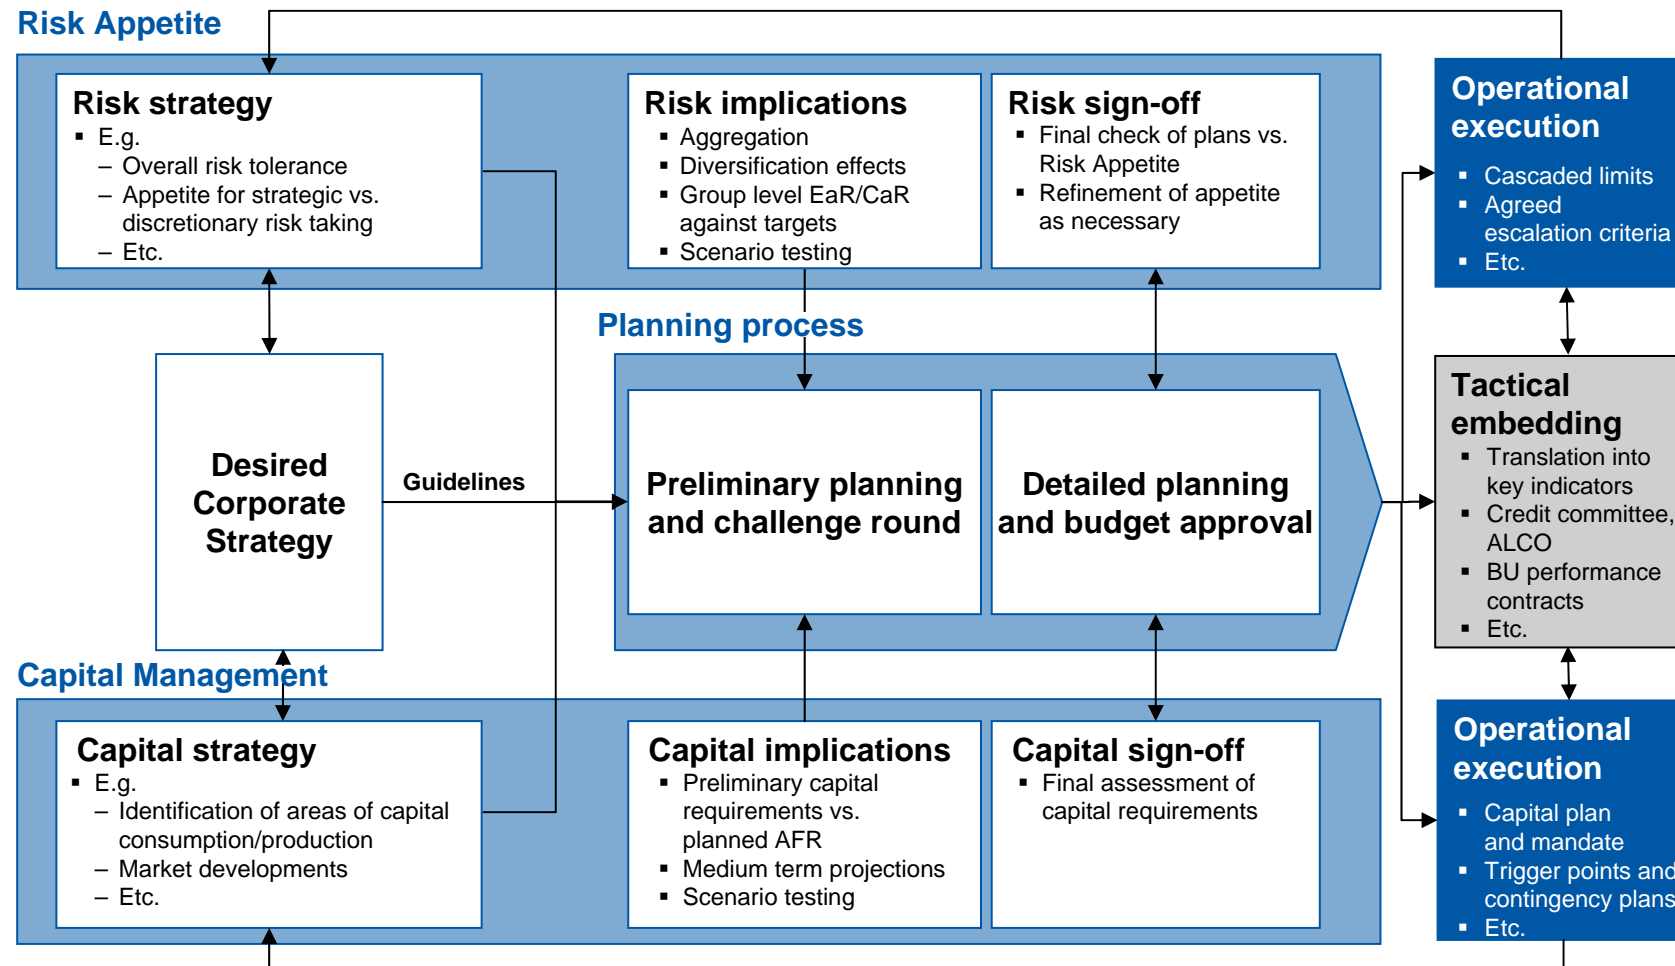 Risk Appetite
Risk strategy
▪ E.g.
– Overall risk tolerance
– Appetite for strategic vs.
discretionary risk taking
– Etc.
Risk implications
▪ Aggregation
▪ Diversification effects
▪ Group level EaR/CaR
against targets
▪ Scenario testing
Risk sign-off
▪ Final check of plans vs.
Risk Appetite
▪ Refinement of appetite
as necessary
Operational
execution
▪ Cascaded limits
▪ Agreed
escalation criteria
▪ Etc.
Planning process
Desired
Corporate
Strategy
Guidelines
Preliminary planning
and challenge round
Detailed planning
and budget approval
Tactical
embedding
▪ Translation into
key indicators
▪ Credit committee,
ALCO
▪ BU performance
contracts
▪ Etc.
Capital Management
Capital strategy
▪ E.g.
– Identification of areas of capital
consumption/production
– Market developments
– Etc.
Capital implications
▪ Preliminary capital
requirements vs.
planned AFR
▪ Medium term projections
▪ Scenario testing
Capital sign-off
▪ Final assessment of
capital requirements
Operational
execution
▪ Capital plan
and mandate
▪ Trigger points and
contingency plans
▪ Etc.